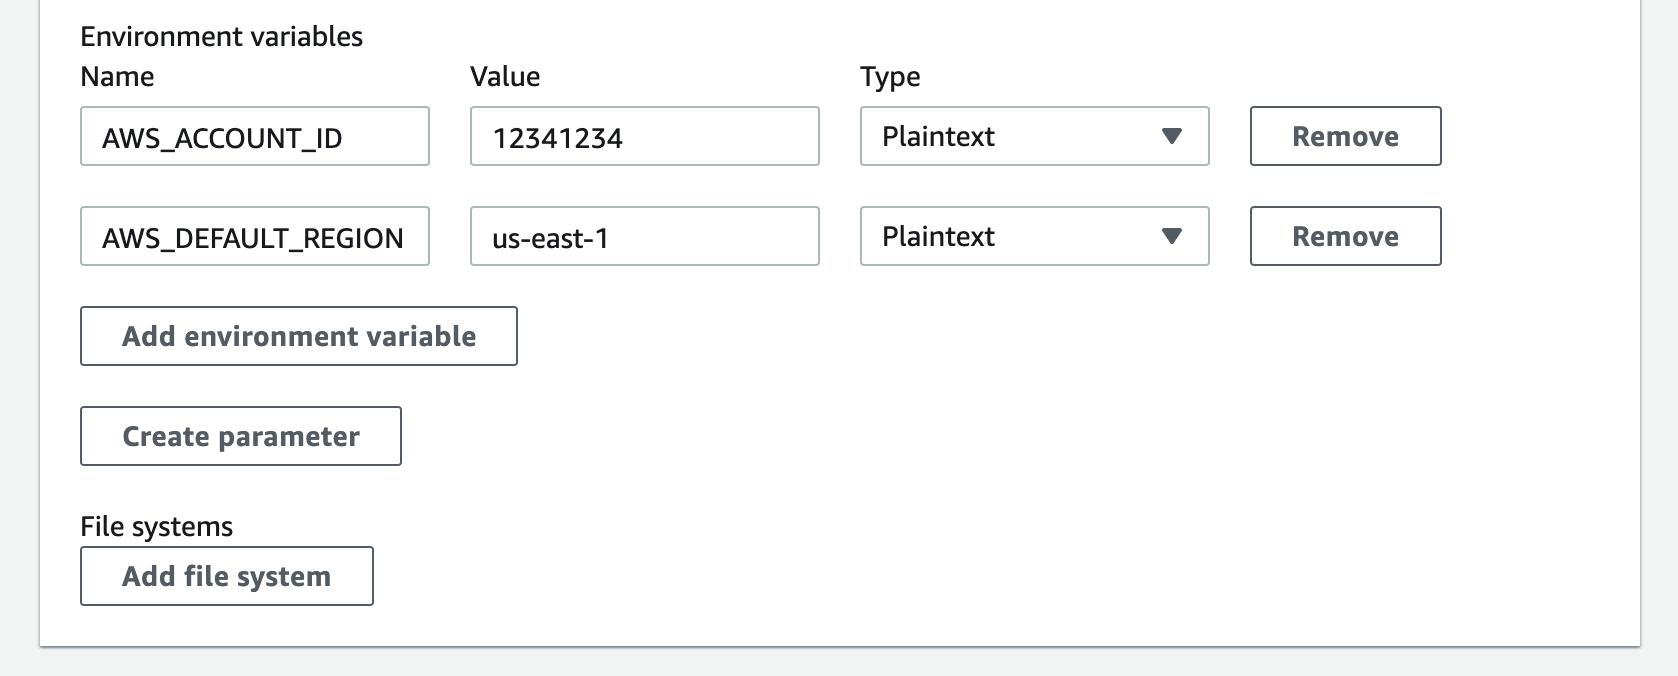 Environment variables
Name Value Type
AWS_ACCOUNT_ID 12341234 Plaintext Remove
AWS_DEFAULT_REGION us-east-1 Plaintext Remove
Add environment variable
Create parameter
File systems
Add file system